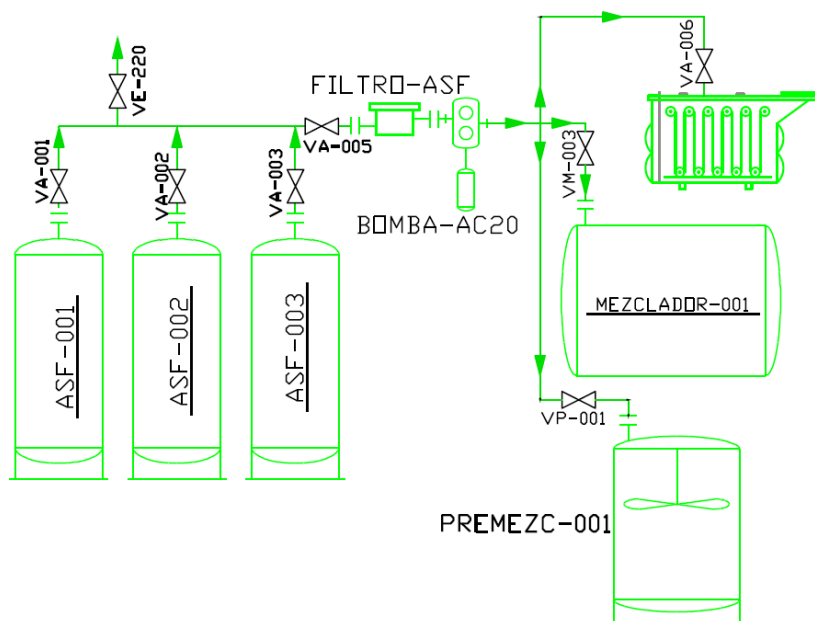 VA-006
VE-220
FILTRO-ASF
VA-001
VA-002
VA-003
VA-005
VM-003
BOMBA-AC20
ASF-001
ASF-002
ASF-003
MEZCLADOR-001
VP-001
PREMEZC-001